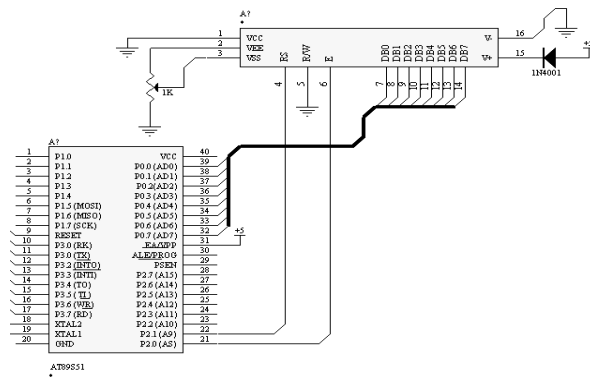 A?
1 VCC
2 VEE
3 VSS
RS
R/W
E
DB0
DB1
DB2
DB3
DB4
DB5
DB6
DB7
V- 16
V+ 15
1N4001
+5
4
5
6
7
8
9
10
11
12
13
14
1K
A?
1 P1.0 VCC 40
2 P1.1 P0.0(AD0) 39
3 P1.2 P0.1(AD1) 38
4 P1.3 P0.2(AD2) 37
5 P1.4 P0.3(AD3) 36
6 P1.5(MOSI) P0.4(AD4) 35
7 P1.6(MISO) P0.5(AD5) 34
8 P1.7(SCK) P0.6(AD6) 33
9 RESET P0.7(AD7) 32
10 P3.0(RK) EA/VPP 31
11 P3.0(TX) ALE/PROG 30
12 P3.2(INTO) PSEN 29
13 P3.3(INTI) P2.7(A15) 28
14 P3.4(TO) P2.6(A14) 27
15 P3.5(TI) P2.5(A13) 26
16 P3.6(WR) P2.4(A12) 25
17 P3.7(RD) P2.3(A11) 24
18 XTAL2 P2.2(A10) 23
19 XTAL1 P2.1(A9) 22
20 GND P2.0(AS) 21
+5
AT89S51